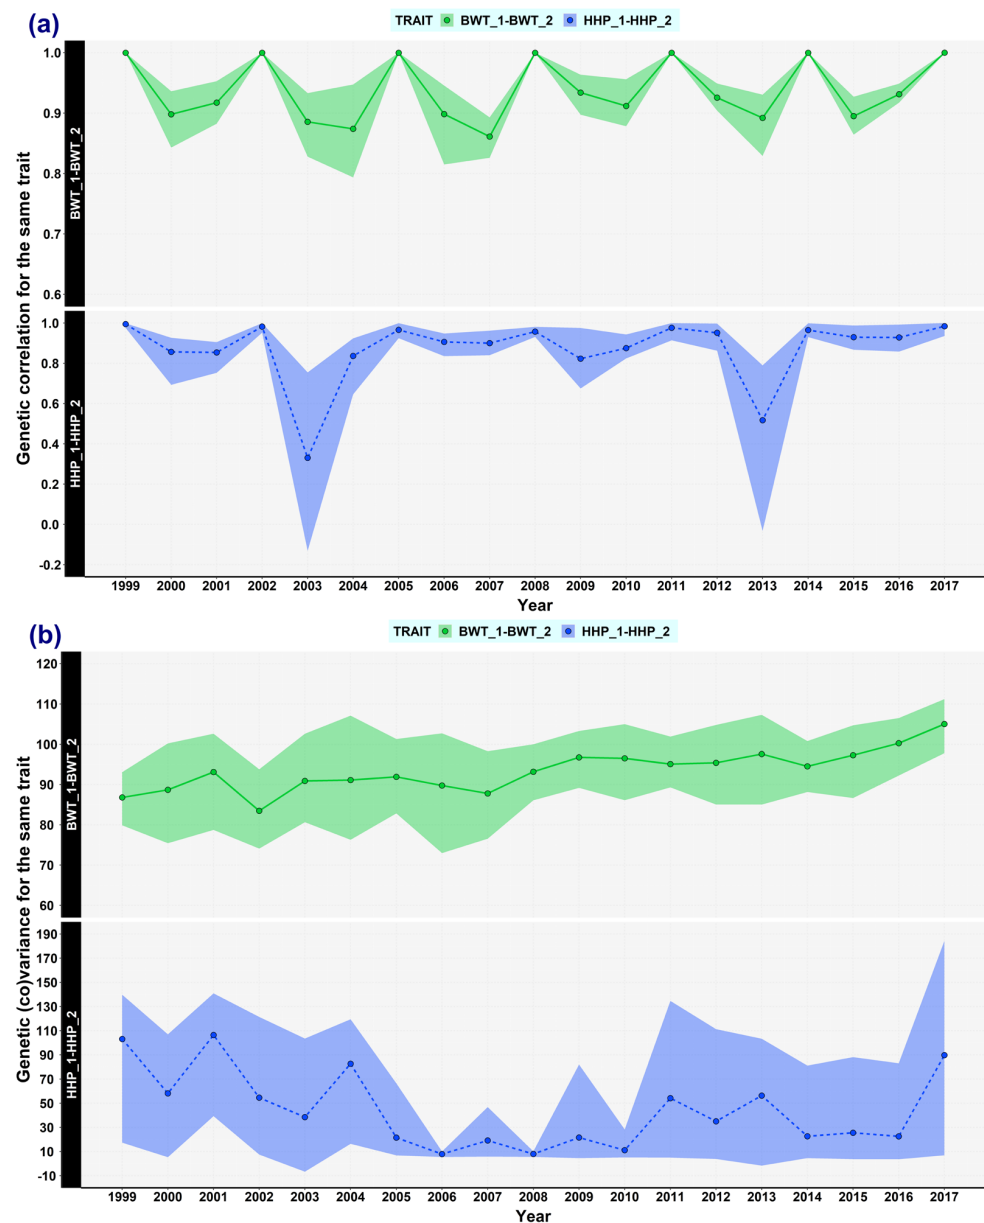 (a)
TRAIT BWT_1-BWT_2 HHP_1-HHP_2
Genetic correlation for the same trait
BWT_1-BWT_2
1.0
0.9
0.8
0.7
0.6
HHP_1-HHP_2
1.0
0.8
0.6
0.4
0.2
0.0
-0.2
1999 2000 2001 2002 2003 2004 2005 2006 2007 2008 2009 2010 2011 2012 2013 2014 2015 2016 2017
Year
(b)
TRAIT BWT_1-BWT_2 HHP_1-HHP_2
Genetic (co)variance for the same trait
BWT_1-BWT_2
120
110
100
90
80
70
60
HHP_1-HHP_2
190
170
150
130
110
90
70
50
30
10
-10
1999 2000 2001 2002 2003 2004 2005 2006 2007 2008 2009 2010 2011 2012 2013 2014 2015 2016 2017
Year